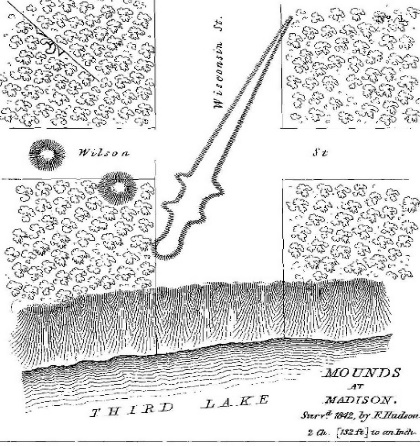 No. 1.
N
Wisconsin St.
Wilson St
MOUNDS
AT
MADISON.
Surv.d 1842, by F. Hudson
2 Ch. [132 ft] to an Inch
THIRD LAKE